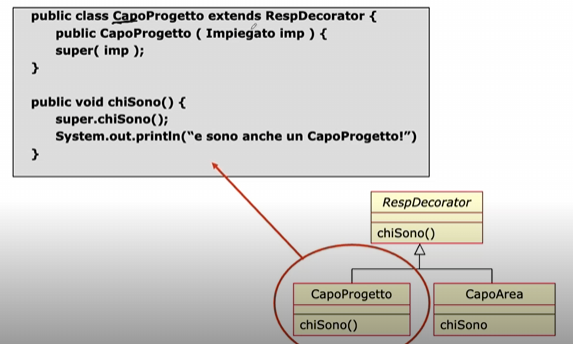 public class CapoProgetto extends RespDecorator {
public CapoProgetto ( Impiegato imp ) {
super( imp );
}
public void chiSono() {
super.chiSono();
System.out.println(“e sono anche un CapoProgetto!”)
}
RespDecorator
chiSono()
CapoProgetto
chiSono()
CapoArea
chiSono